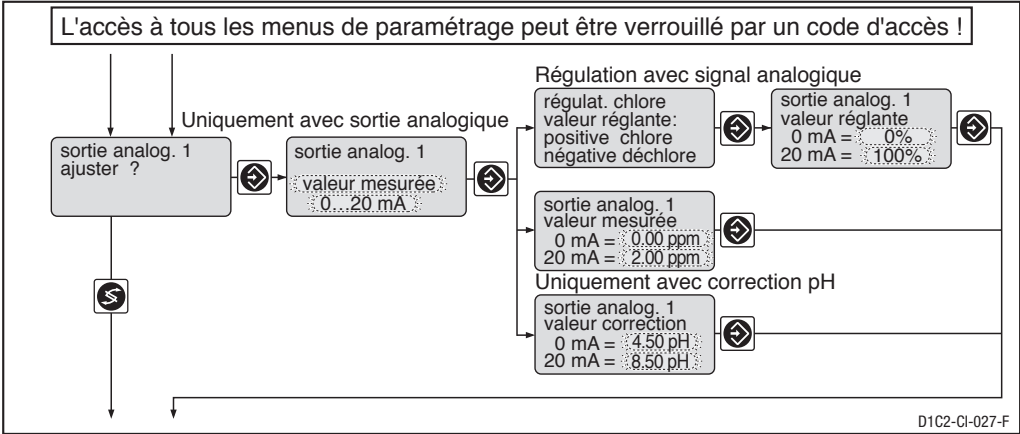 L'accès à tous les menus de paramétrage peut être verrouillé par un code d'accès !
Uniquement avec sortie analogique
sortie analog. 1
ajuster ?
sortie analog. 1
valeur mesurée
0...20 mA
Régulation avec signal analogique
régulat. chlore
valeur réglante:
positive chlore
négative déchlore
sortie analog. 1
valeur réglante
0 mA = 0%
20 mA = 100%
sortie analog. 1
valeur mesurée
0 mA = 0.00 ppm
20 mA = 2.00 ppm
Uniquement avec correction pH
sortie analog. 1
valeur correction
0 mA = 4.50 pH
20 mA = 8.50 pH
D1C2-CI-027-F